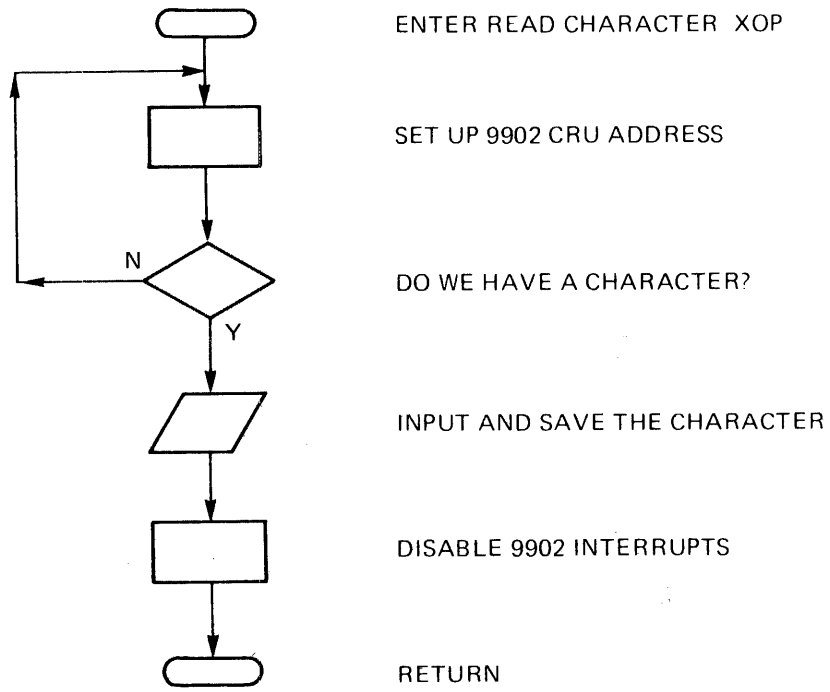 ENTER READ CHARACTER XOP
SET UP 9902 CRU ADDRESS
N
DO WE HAVE A CHARACTER?
Y
INPUT AND SAVE THE CHARACTER
DISABLE 9902 INTERRUPTS
RETURN